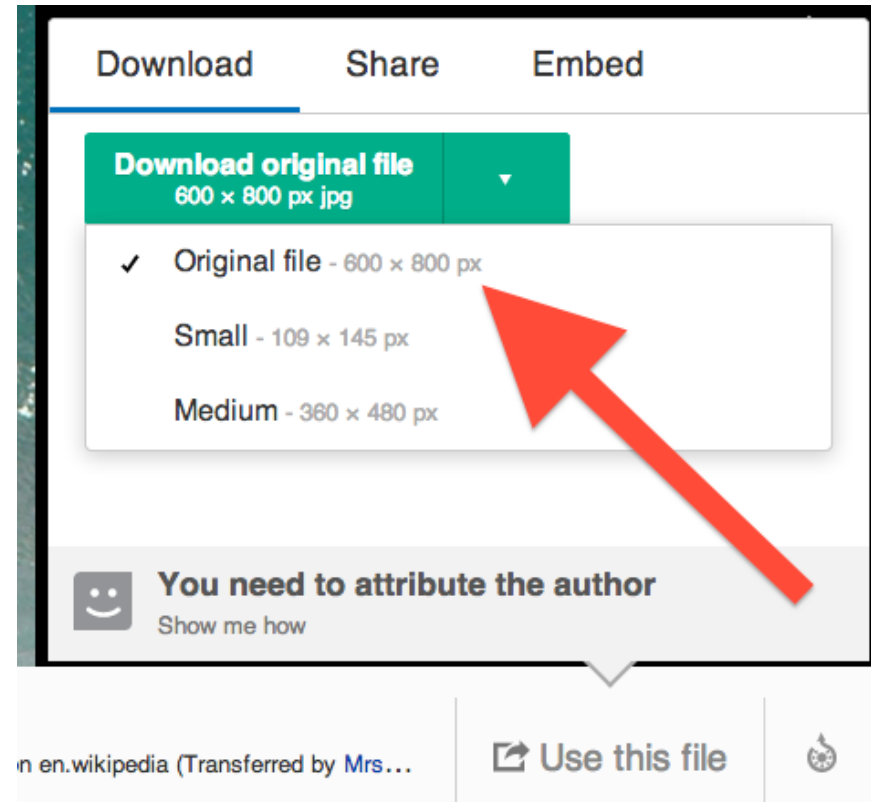 Download Share Embed
Download original file
600 × 800 px jpg
✓ Original file - 600 × 800 px
Small - 109 × 145 px
Medium - 360 × 480 px
You need to attribute the author
Show me how
n en.wikipedia (Transferred by Mrs… Use this file